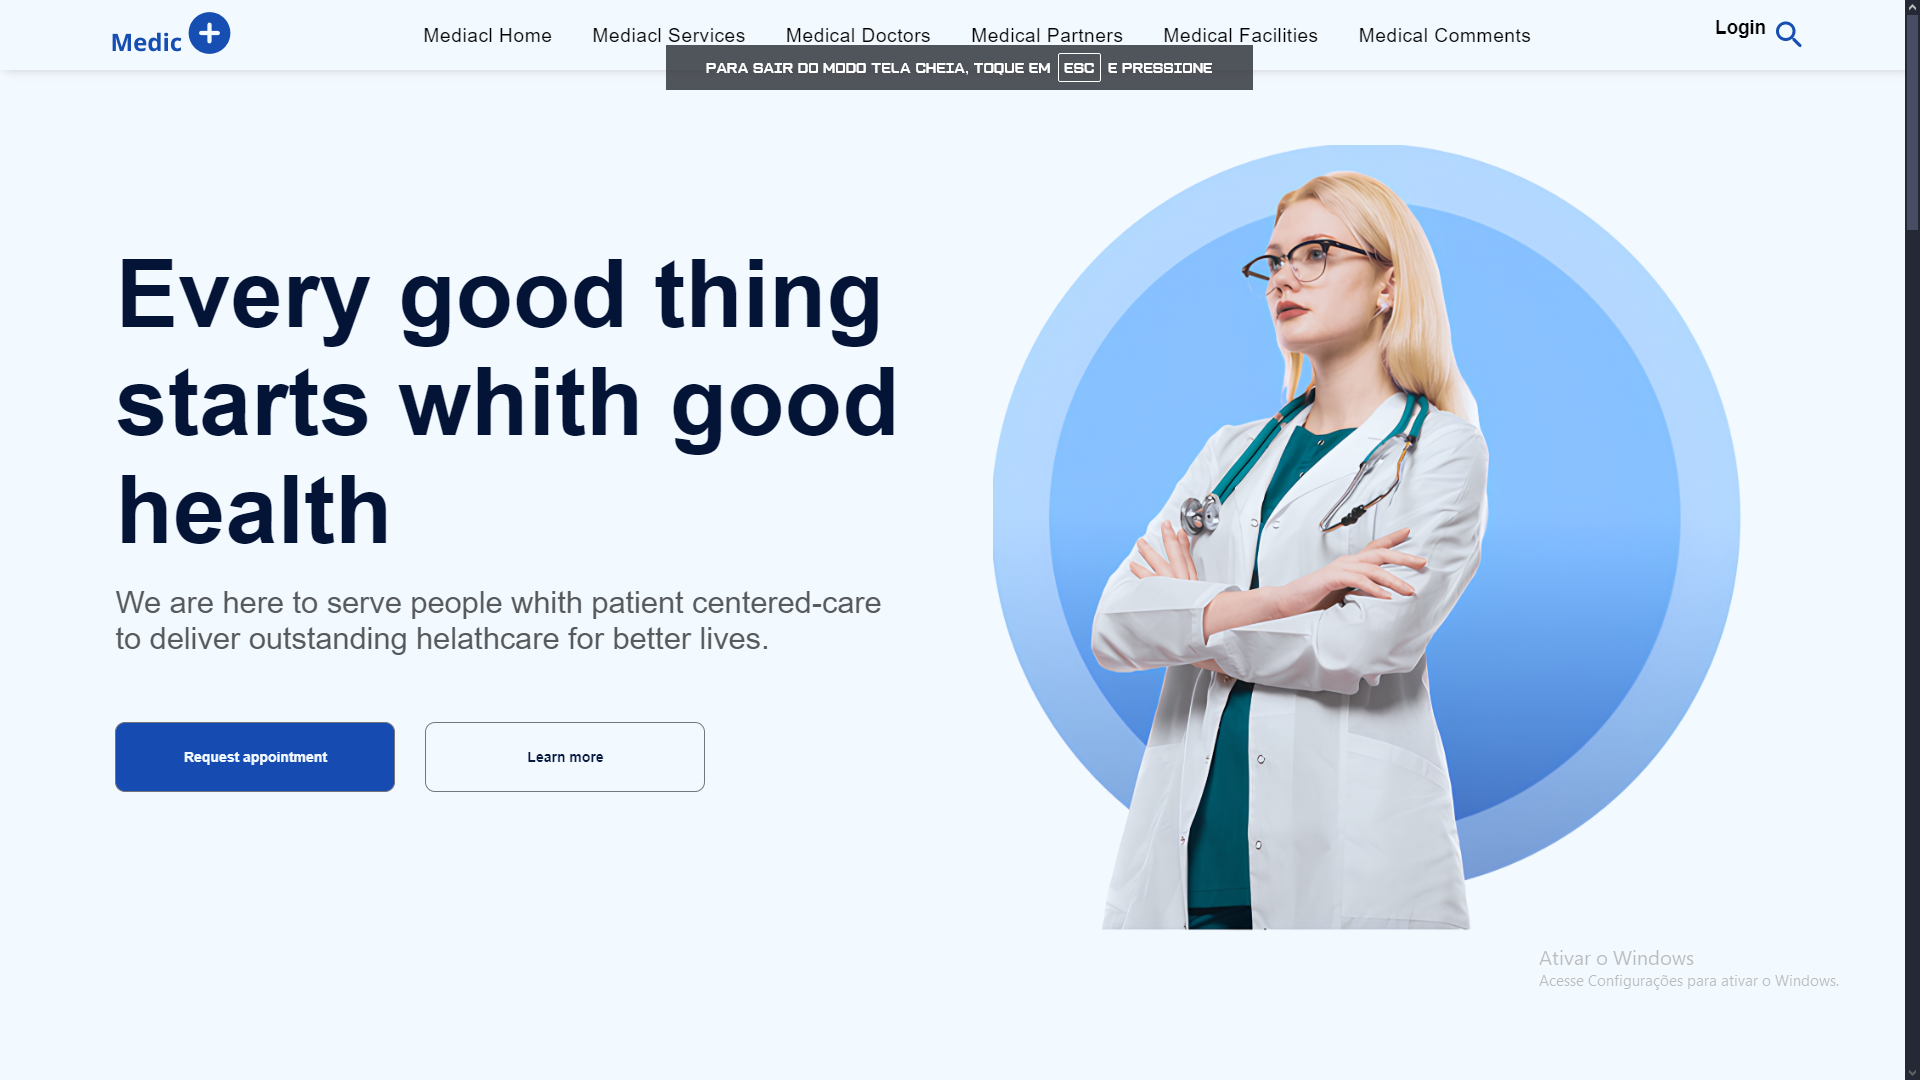 Medic
Mediacl Home
Mediacl Services
Medical Doctors
Medical Partners
Medical Facilities
Medical Comments
Login
PARA SAIR DO MODO TELA CHEIA, TOQUE EM ESC E PRESSIONE
Every good thing
starts whith good
health
We are here to serve people whith patient centered-care
to deliver outstanding helathcare for better lives.
Request appointment
Learn more
Ativar o Windows
Acesse Configurações para ativar o Windows.